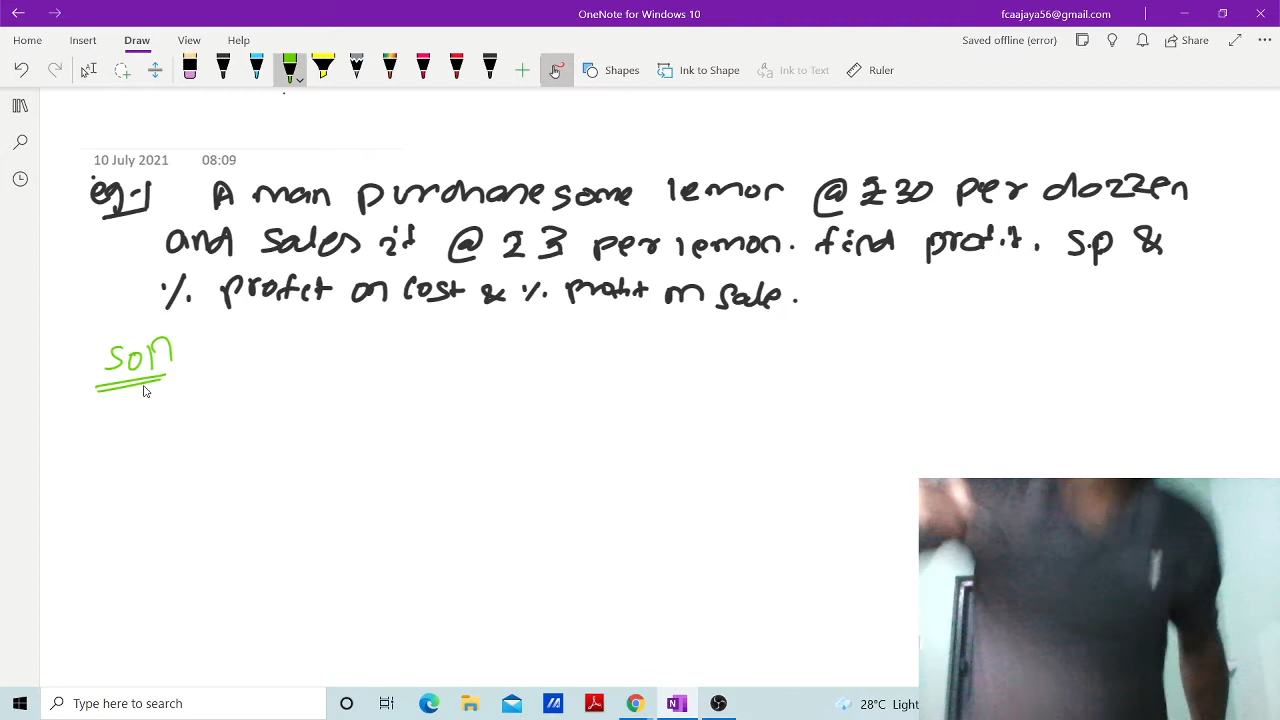 OneNote for Windows 10
fcaajaya56@gmail.com
Home Insert Draw View Help
Saved offline (error) Share
Shapes Ink to Shape Ink to Text Ruler
10 July 2021 08:09
eg-1 A man purchase some lemon @ ₹30 per dozzen
and sales it @ ₹3 per lemon. find profit. S.p &
% profit on cost & % profit on sale.
Soln
Type here to search
28°C Light